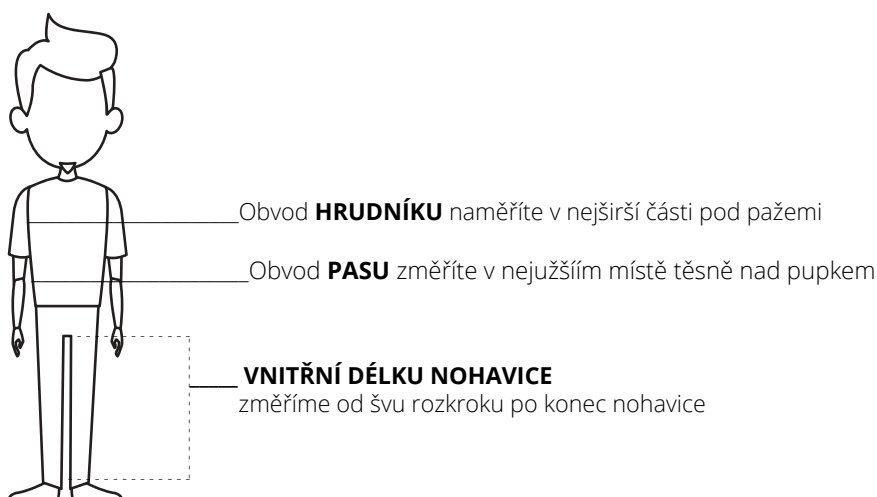 Obvod HRUDNÍKU naměříte v nejširší části pod pažemi
Obvod PASU změříte v nejužšíím místě těsně nad pupkem
VNITŘNÍ DÉLKU NOHAVICE
změříme od švu rozkroku po konec nohavice